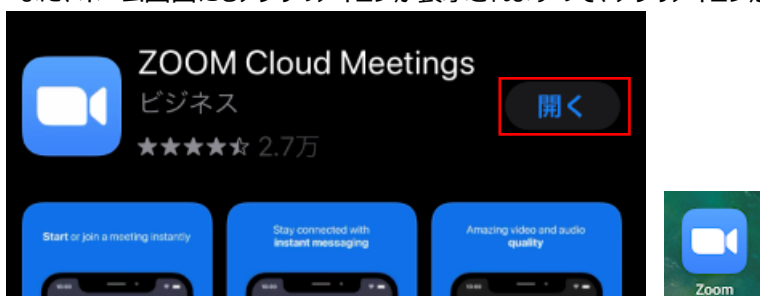 ZOOM Cloud Meetings
ビジネス
開く
★★★★ 2.7万
Start or join a meeting instantly
Stay connected with
instant messaging
Amazing video and audio
quality
Zoom